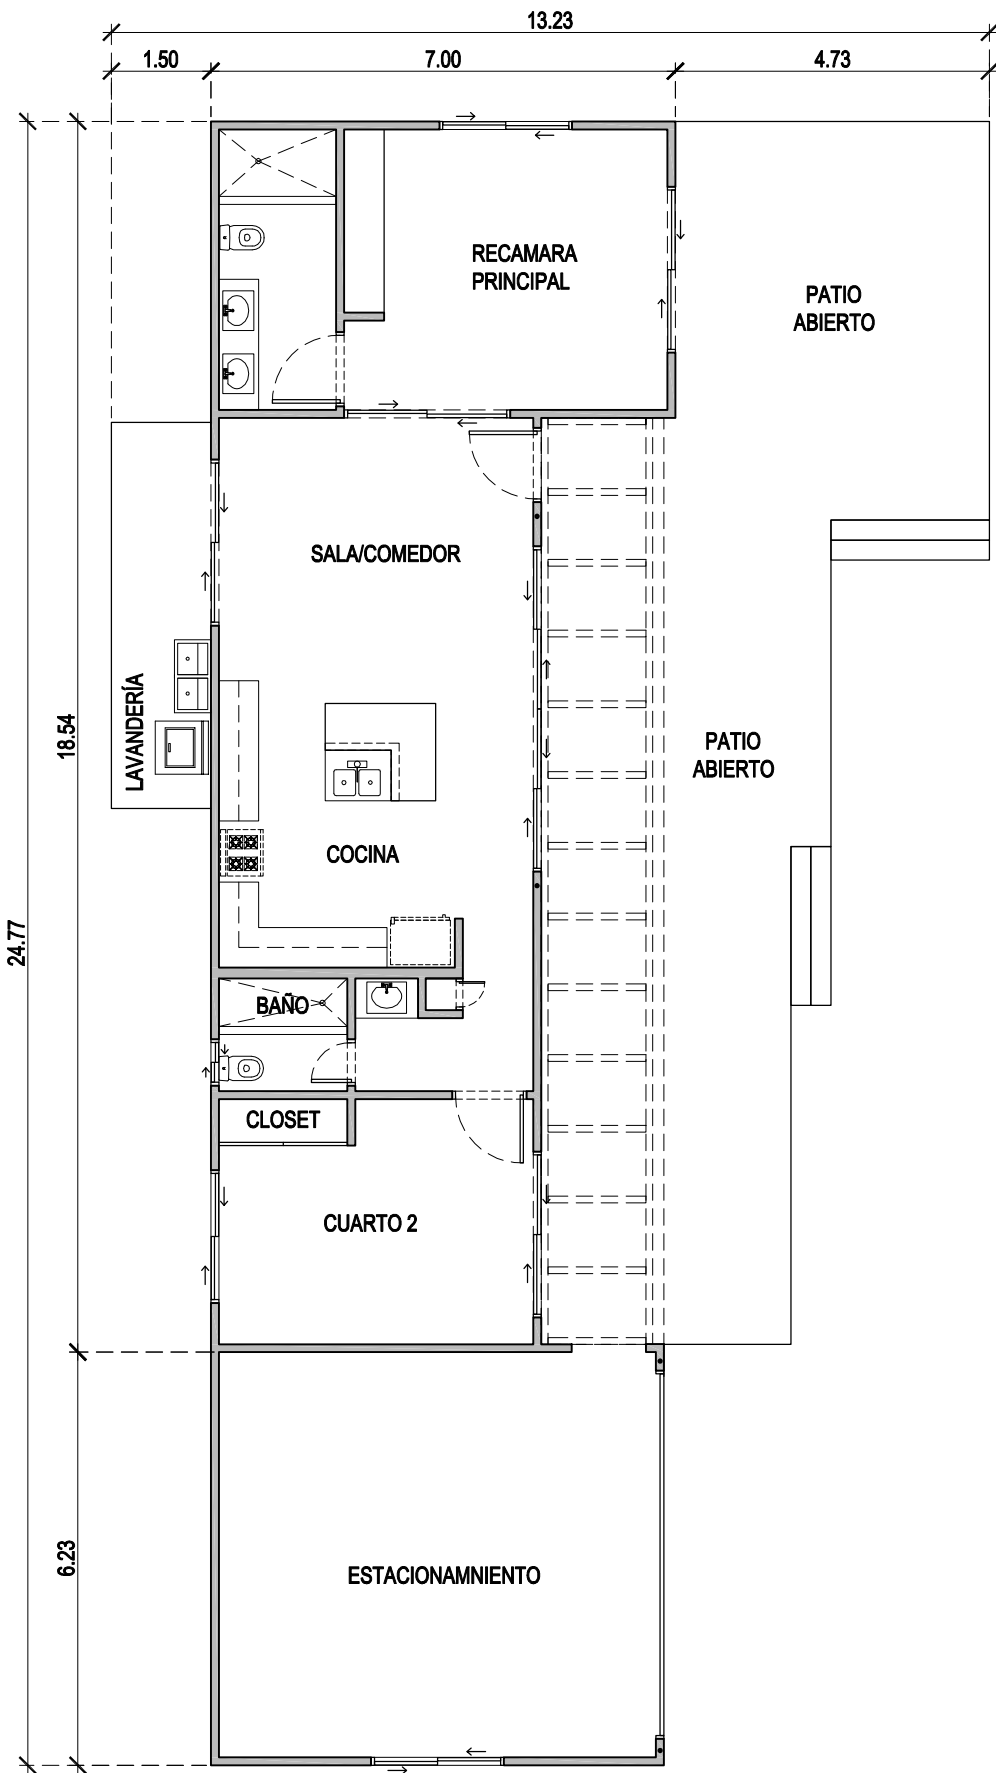 13.23
1.50
7.00
4.73
RECAMARA
PRINCIPAL
PATIO
ABIERTO
SALA/COMEDOR
LAVANDERÍA
18.54
PATIO
ABIERTO
COCINA
24.77
BAÑO
CLOSET
CUARTO 2
6.23
ESTACIONAMNIENTO